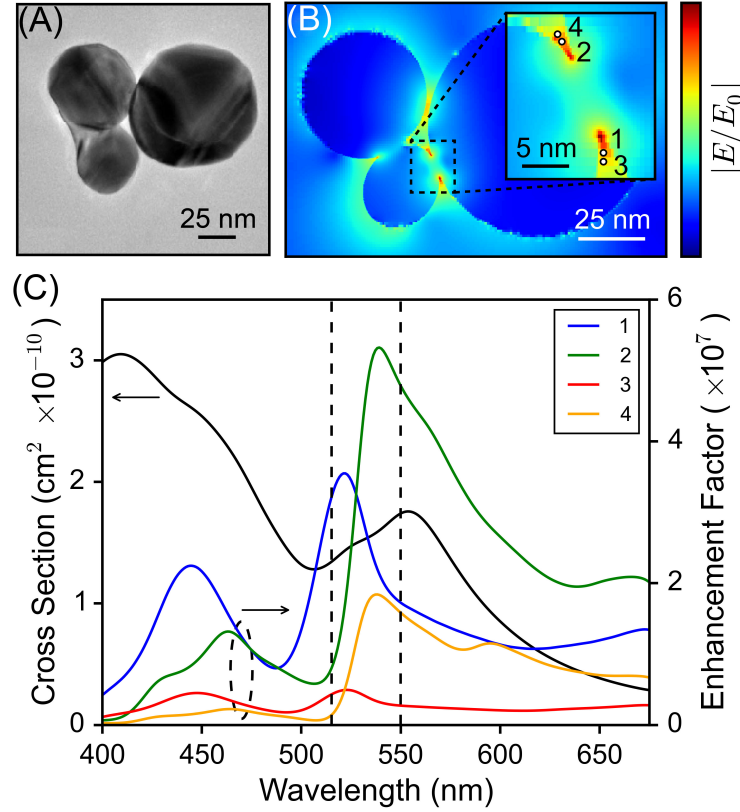 (A)
25 nm
(B)
4
2
1
3
5 nm
25 nm
|E/E₀|
(C)
Cross Section (cm² ×10⁻¹⁰)
3
2
1
0
6
4
2
0
Enhancement Factor ( ×10⁷)
1
2
3
4
400 450 500 550 600 650
Wavelength (nm)